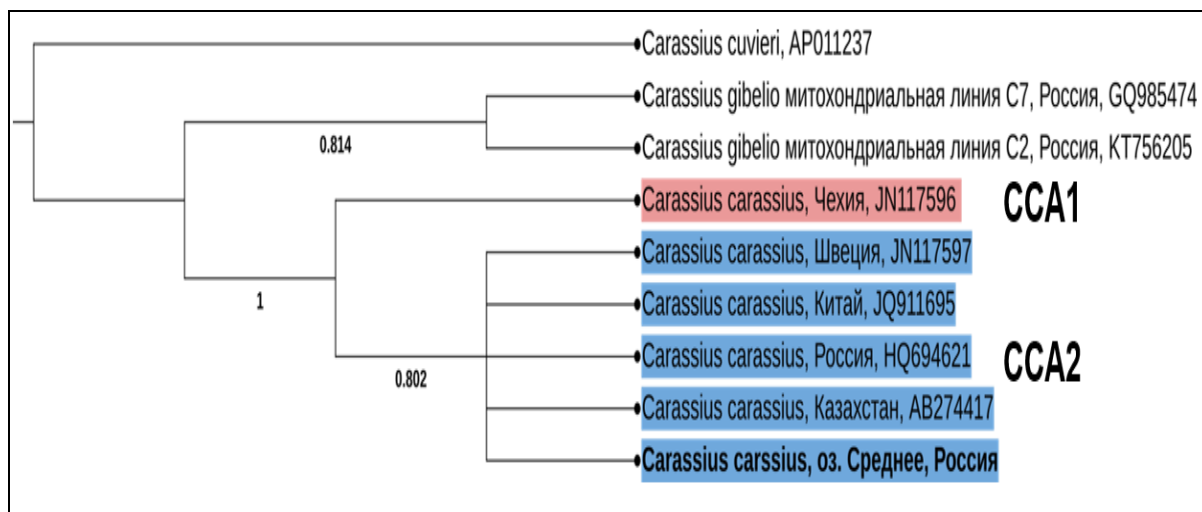 Carassius cuvieri, AP011237
Carassius gibelio митохондриальная линия C7, Россия, GQ985474
0.814
Carassius gibelio митохондриальная линия C2, Россия, KT756205
Carassius carassius, Чехия, JN117596
CCA1
Carassius carassius, Швеция, JN117597
1
Carassius carassius, Китай, JQ911695
Carassius carassius, Россия, HQ694621
CCA2
0.802
Carassius carassius, Казахстан, AB274417
Carassius carssius, оз. Среднее, Россия